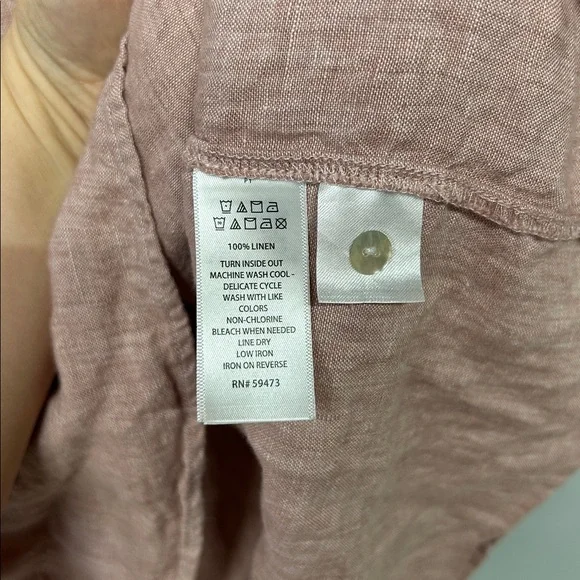 100% LINEN
TURN INSIDE OUT
MACHINE WASH COOL -
DELICATE CYCLE
WASH WITH LIKE
COLORS
NON-CHLORINE
BLEACH WHEN NEEDED
LINE DRY
LOW IRON
IRON ON REVERSE
RN# 59473